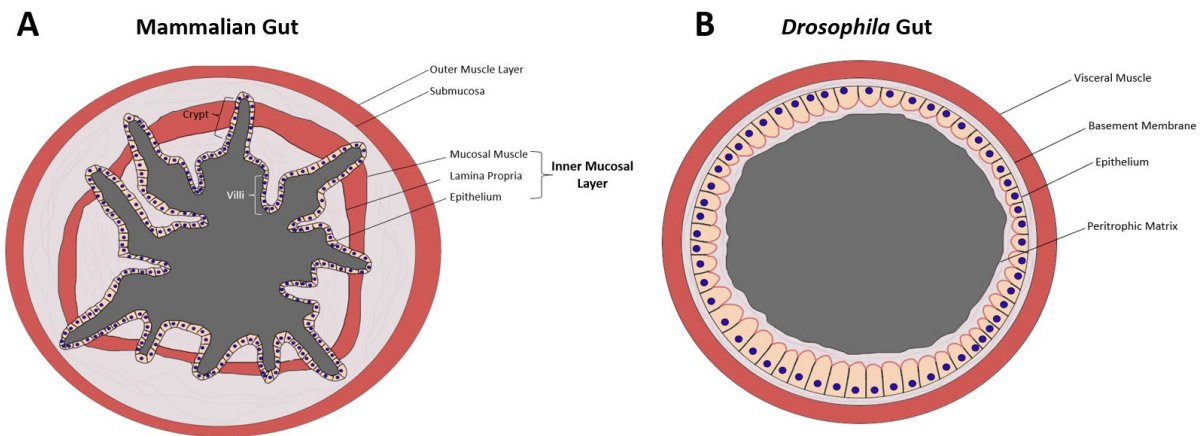 A
Mammalian Gut
Outer Muscle Layer
Submucosa
Crypt
Mucosal Muscle
Lamina Propria
Epithelium
Inner Mucosal
Layer
Villi
B
Drosophila Gut
Visceral Muscle
Basement Membrane
Epithelium
Peritrophic Matrix